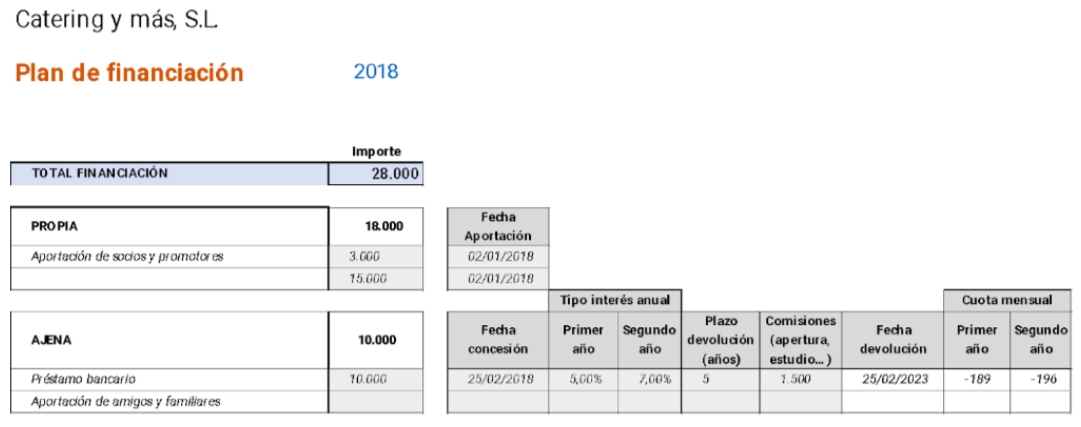 Catering y más, S.L.
Plan de financiación 2018
Importe
TOTAL FINANCIACIÓN 28.000
PROPIA 18.000 Fecha Aportación
Aportación de socios y promotores 3.000 02/01/2018
15.000 02/01/2018
Tipo interés anual Cuota mensual
AJENA 10.000 Fecha concesión Primer año Segundo año Plazo devolución (años) Comisiones (apertura, estudio...) Fecha devolución Primer año Segundo año
Préstamo bancario 10.000 25/02/2018 5,00% 7,00% 5 1.500 25/02/2023 -189 -196
Aportación de amigos y familiares